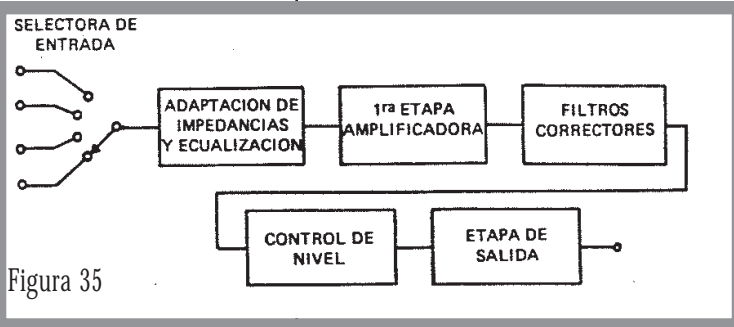 SELECTORA DE
ENTRADA
ADAPTACION DE
IMPEDANCIAS
Y ECUALIZACION
1ra ETAPA
AMPLIFICADORA
FILTROS
CORRECTORES
CONTROL DE
NIVEL
ETAPA DE
SALIDA
Figura 35